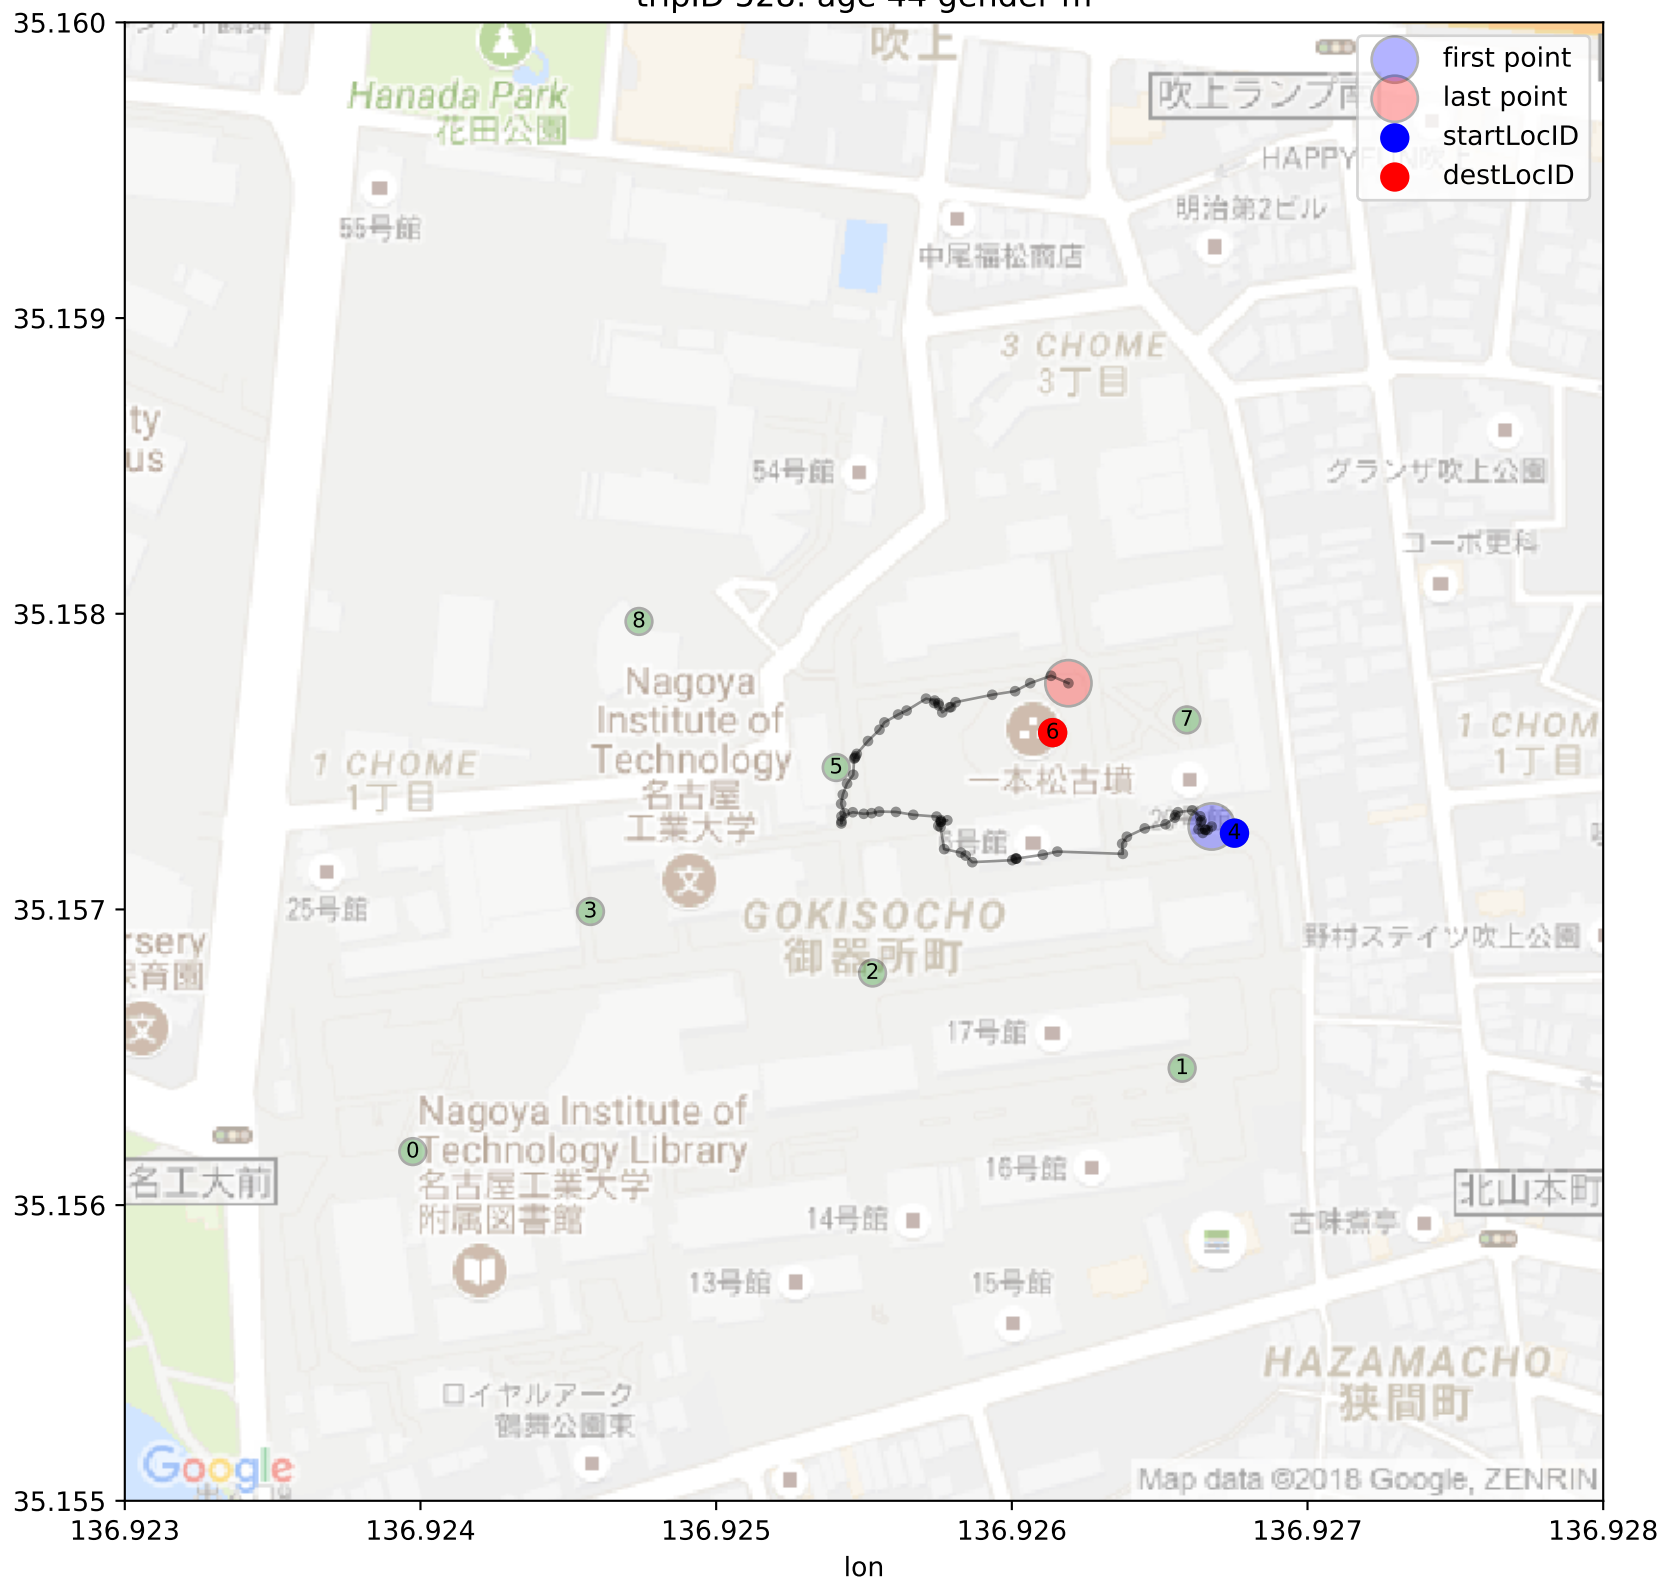 35.160
吹上
first point
last point
startLocID
destLocID
吹上ランプ南
Hanada Park
花田公園
明治第2ビル
55号館
中尾福松商店
35.159
3 CHOME
3丁目
ty
us
54号館
グランザ吹上公園
コーポ更科
35.158
8
Nagoya
Institute of
Technology
名古屋
工業大学
7
6
1 CHOME
1丁目
1 CHOM
1丁目
5
一本松古墳
4
号館
35.157
25号館
3
GOKISOCHO
御器所町
2
野村ステイツ吹上公園
rsery
育園
17号館
1
Nagoya Institute of
Technology Library
名古屋工業大学
附属図書館
0
名工大前
16号館
北山本町
35.156
14号館
古味煮亭
13号館
15号館
HAZAMACHO
狭間町
ロイヤルアーク
鶴舞公園東
Google
Map data ©2018 Google, ZENRIN
35.155
136.923
136.924
136.925
136.926
136.927
136.928
lon